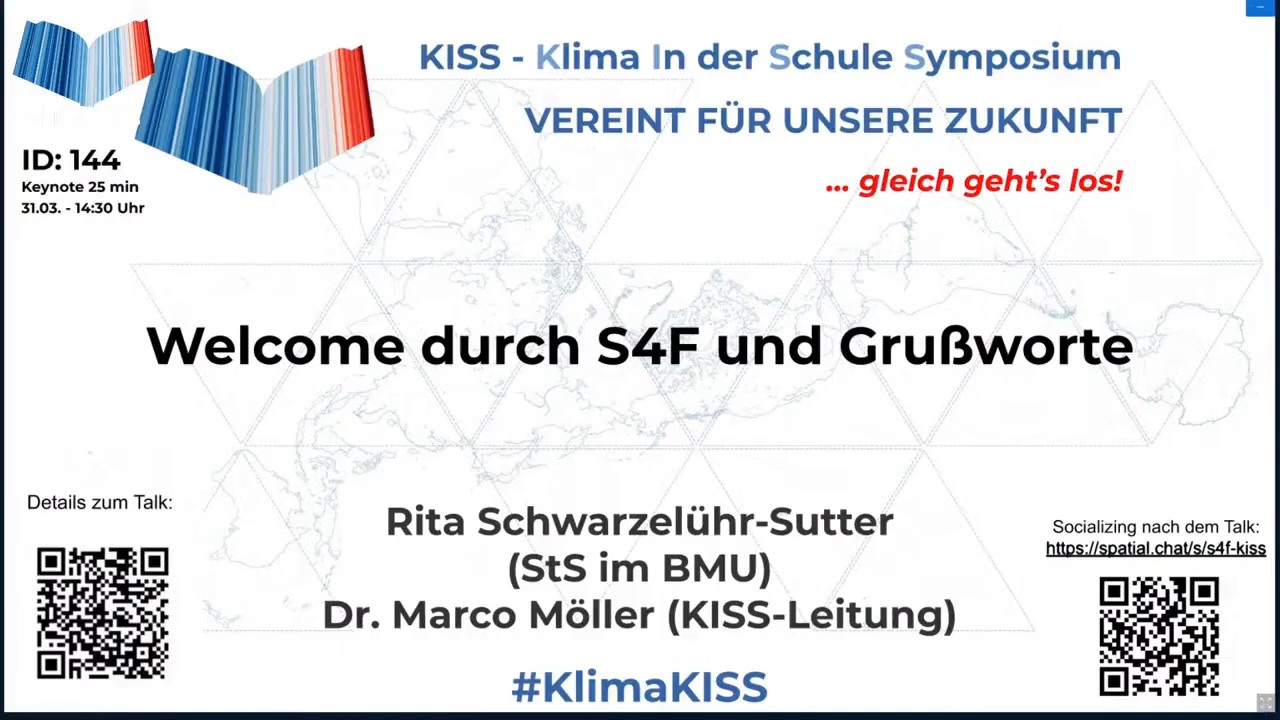 KISS - Klima In der Schule Symposium
VEREINT FÜR UNSERE ZUKUNFT
... gleich geht's los!
ID: 144
Keynote 25 min
31.03. - 14:30 Uhr
Welcome durch S4F und Grußworte
Details zum Talk:
Rita Schwarzelühr-Sutter
(StS im BMU)
Dr. Marco Möller (KISS-Leitung)
Socializing nach dem Talk:
https://spatial.chat/s/s4f-kiss
#KlimaKISS